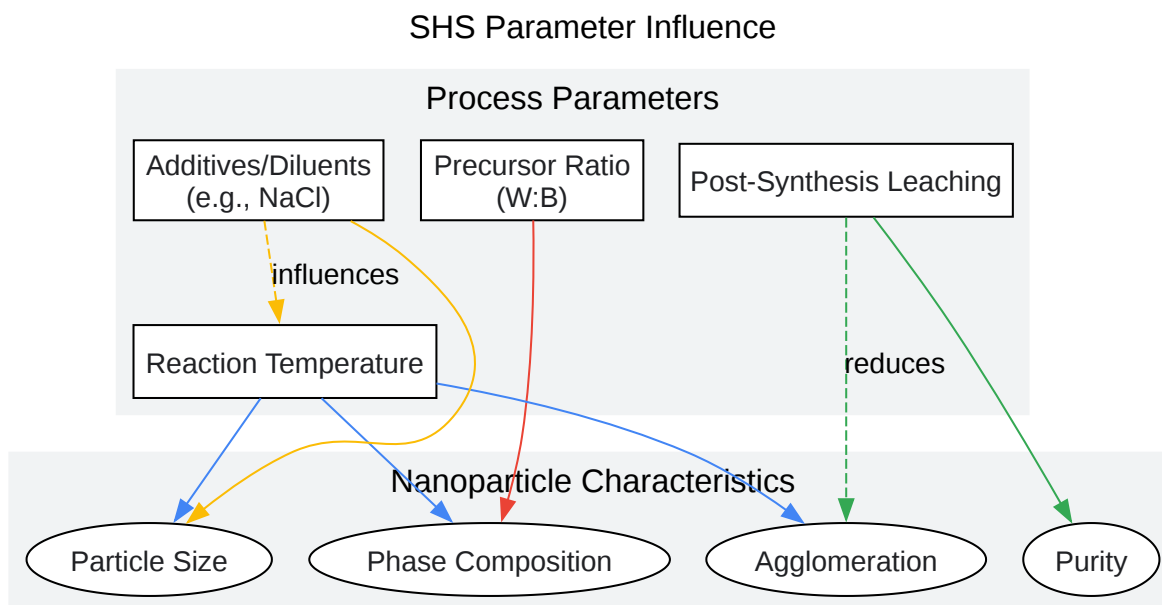 SHS Parameter Influence
Process Parameters
Additives/Diluents
(e.g., NaCl)
Precursor Ratio
(W:B)
Post-Synthesis Leaching
influences
Reaction Temperature
reduces
Nanoparticle Characteristics
Particle Size
Phase Composition
Agglomeration
Purity